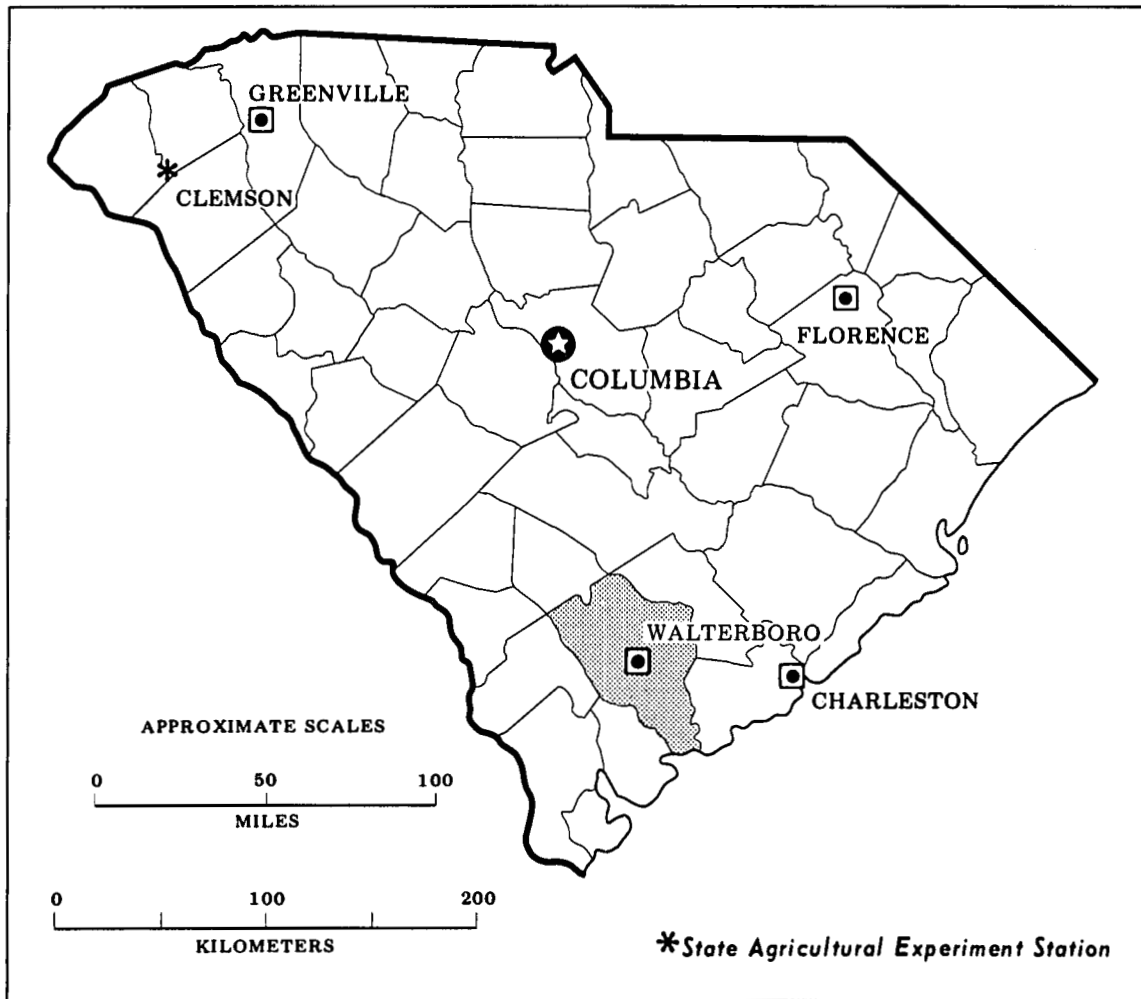 GREENVILLE
CLEMSON
FLORENCE
COLUMBIA
WALTERBORO
CHARLESTON
APPROXIMATE SCALES
0 50 100
MILES
0 100 200
KILOMETERS
*State Agricultural Experiment Station